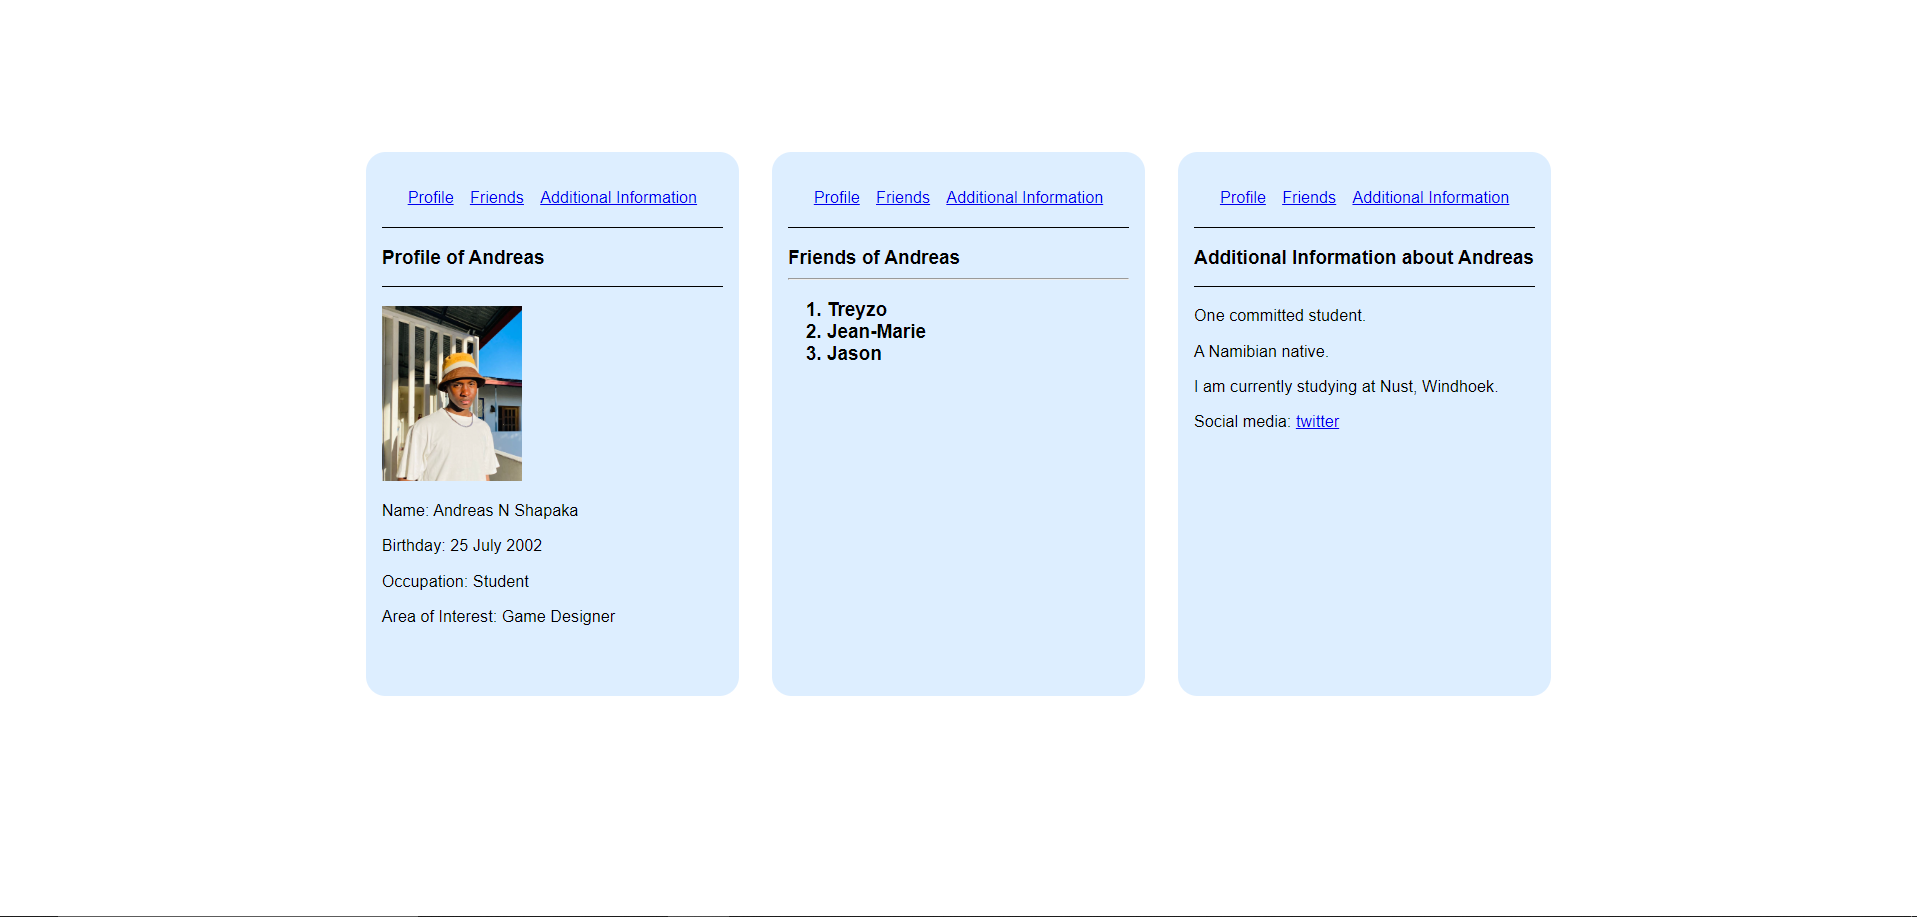 Profile Friends Additional Information
Profile of Andreas
Name: Andreas N Shapaka
Birthday: 25 July 2002
Occupation: Student
Area of Interest: Game Designer
Profile Friends Additional Information
Friends of Andreas
1. Treyzo
2. Jean-Marie
3. Jason
Profile Friends Additional Information
Additional Information about Andreas
One committed student.
A Namibian native.
I am currently studying at Nust, Windhoek.
Social media: twitter